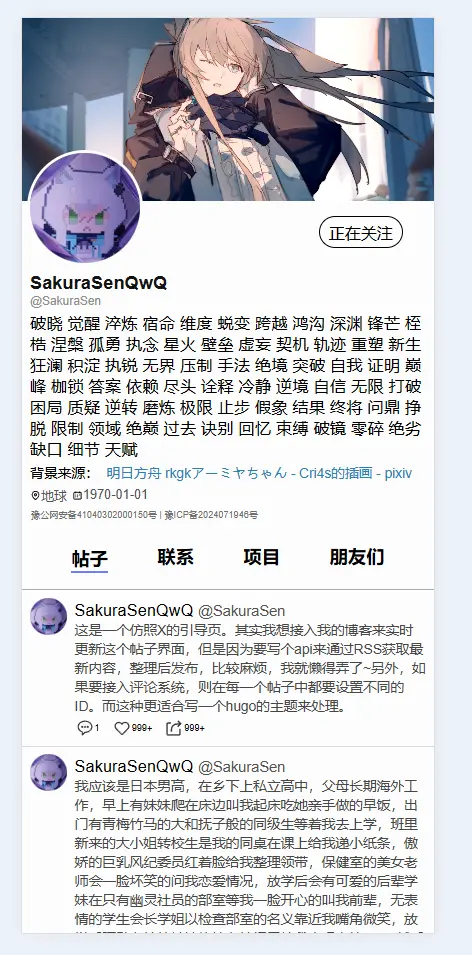 正在关注
SakuraSenQwQ
@SakuraSen
破晓 觉醒 淬炼 宿命 维度 蜕变 跨越 鸿沟 深渊 锋芒 桎
梏 涅槃 孤勇 执念 星火 壁垒 虚妄 契机 轨迹 重塑 新生
狂澜 积淀 执锐 无界 压制 手法 绝境 突破 自我 证明 巅
峰 枷锁 答案 依赖 尽头 诠释 冷静 逆境 自信 无限 打破
困局 质疑 逆转 磨炼 极限 止步 假象 结果 终将 问鼎 挣
脱 限制 领域 绝巅 过去 诀别 回忆 束缚 破镜 零碎 绝劣
缺口 细节 天赋
背景来源： 明日方舟 rkgkアーミヤちゃん - Cri4s的插画 - pixiv
地球 1970-01-01
豫公网安备41040302000150号 | 豫ICP备2024071946号
帖子 联系 项目 朋友们
SakuraSenQwQ @SakuraSen
这是一个仿照X的引导页。其实我想接入我的博客来实时
更新这个帖子界面，但是因为要写个api来通过RSS获取最
新内容，整理后发布，比较麻烦，我就懒得弄了~另外，如
果要接入评论系统，则在每一个帖子中都要设置不同的
ID。而这种更适合写一个hugo的主题来处理。
1 999+ 999+
SakuraSenQwQ @SakuraSen
我应该是日本男高，在乡下上私立高中，父母长期海外工
作，早上有妹妹爬在床边叫我起床吃她亲手做的早饭，出
门有青梅竹马的大和抚子般的同级生等着我去上学，班里
新来的大小姐转校生是我的同桌在课上给我递小纸条，傲
娇的巨乳风纪委员红着脸给我整理领带，保健室的美女老
师会一脸坏笑的问我恋爱情况，放学后会有可爱的后辈学
妹在只有幽灵社员的部室等我一脸开心的叫我前辈，无表
情的学生会长学姐以检查部室的名义靠近我嘴角微笑，放